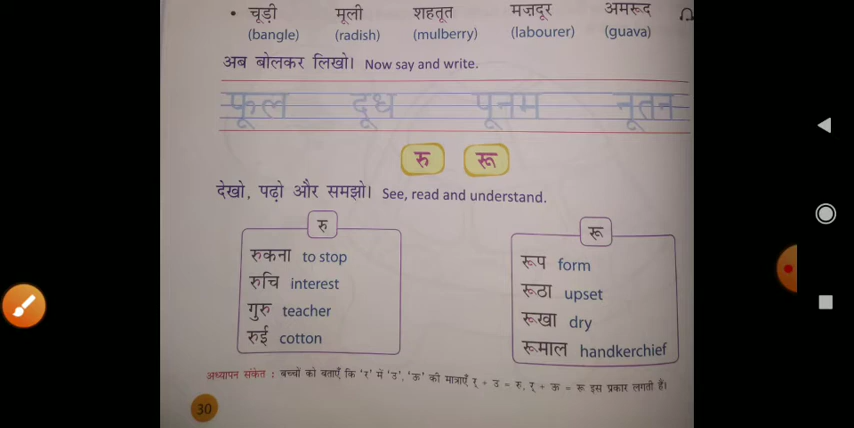 • चूड़ी मूली शहतूत मज़दूर अमरूद
(bangle) (radish) (mulberry) (labourer) (guava)
अब बोलकर लिखो। Now say and write.
फूल दूध पूनम नूतन
रु रू
देखो, पढ़ो और समझो। See, read and understand.
रु
रुकना to stop
रुचि interest
गुरु teacher
रुई cotton
रू
रूप form
रूठा upset
रूखा dry
रूमाल handkerchief
अध्यापन संकेत : बच्चों को बताएँ कि 'र' में 'उ', 'ऊ' की मात्राएँ र् + उ = रु, र् + ऊ = रू इस प्रकार लगती हैं।
30